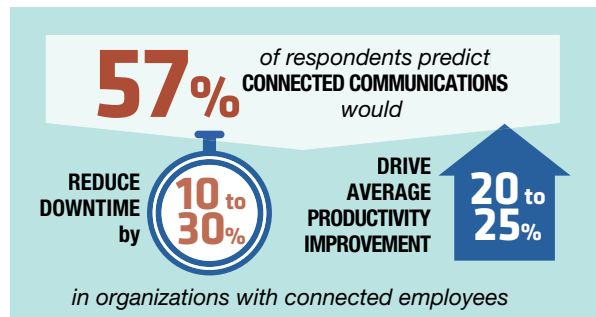 57% of respondents predict
CONNECTED COMMUNICATIONS
would
REDUCE
DOWNTIME
by
10 to
30%
DRIVE
AVERAGE
PRODUCTIVITY
IMPROVEMENT
20 to
25%
in organizations with connected employees